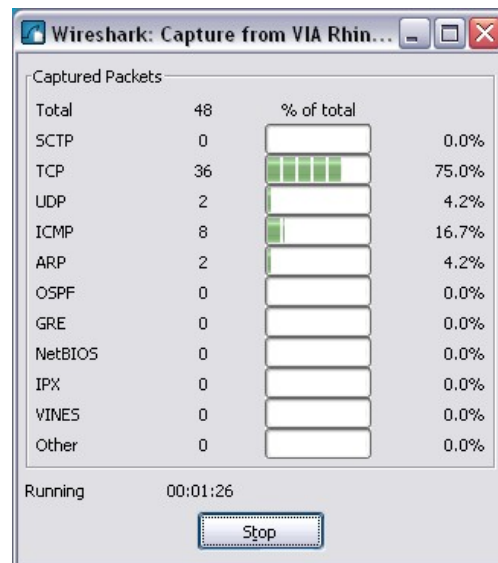 Wireshark: Capture from VIA Rhin...
Captured Packets
Total 48 % of total
SCTP 0 0.0%
TCP 36 75.0%
UDP 2 4.2%
ICMP 8 16.7%
ARP 2 4.2%
OSPF 0 0.0%
GRE 0 0.0%
NetBIOS 0 0.0%
IPX 0 0.0%
VINES 0 0.0%
Other 0 0.0%
Running 00:01:26
Stop